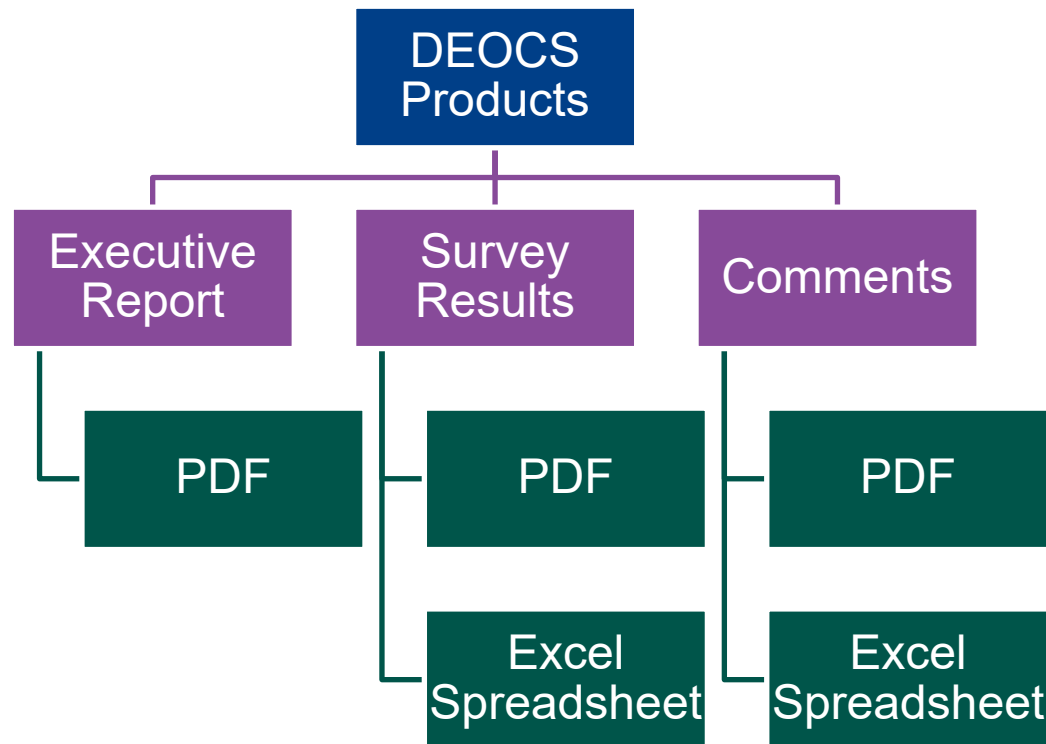 DEOCS
Products
Executive
Report
Survey
Results
Comments
PDF
PDF
PDF
Excel
Spreadsheet
Excel
Spreadsheet